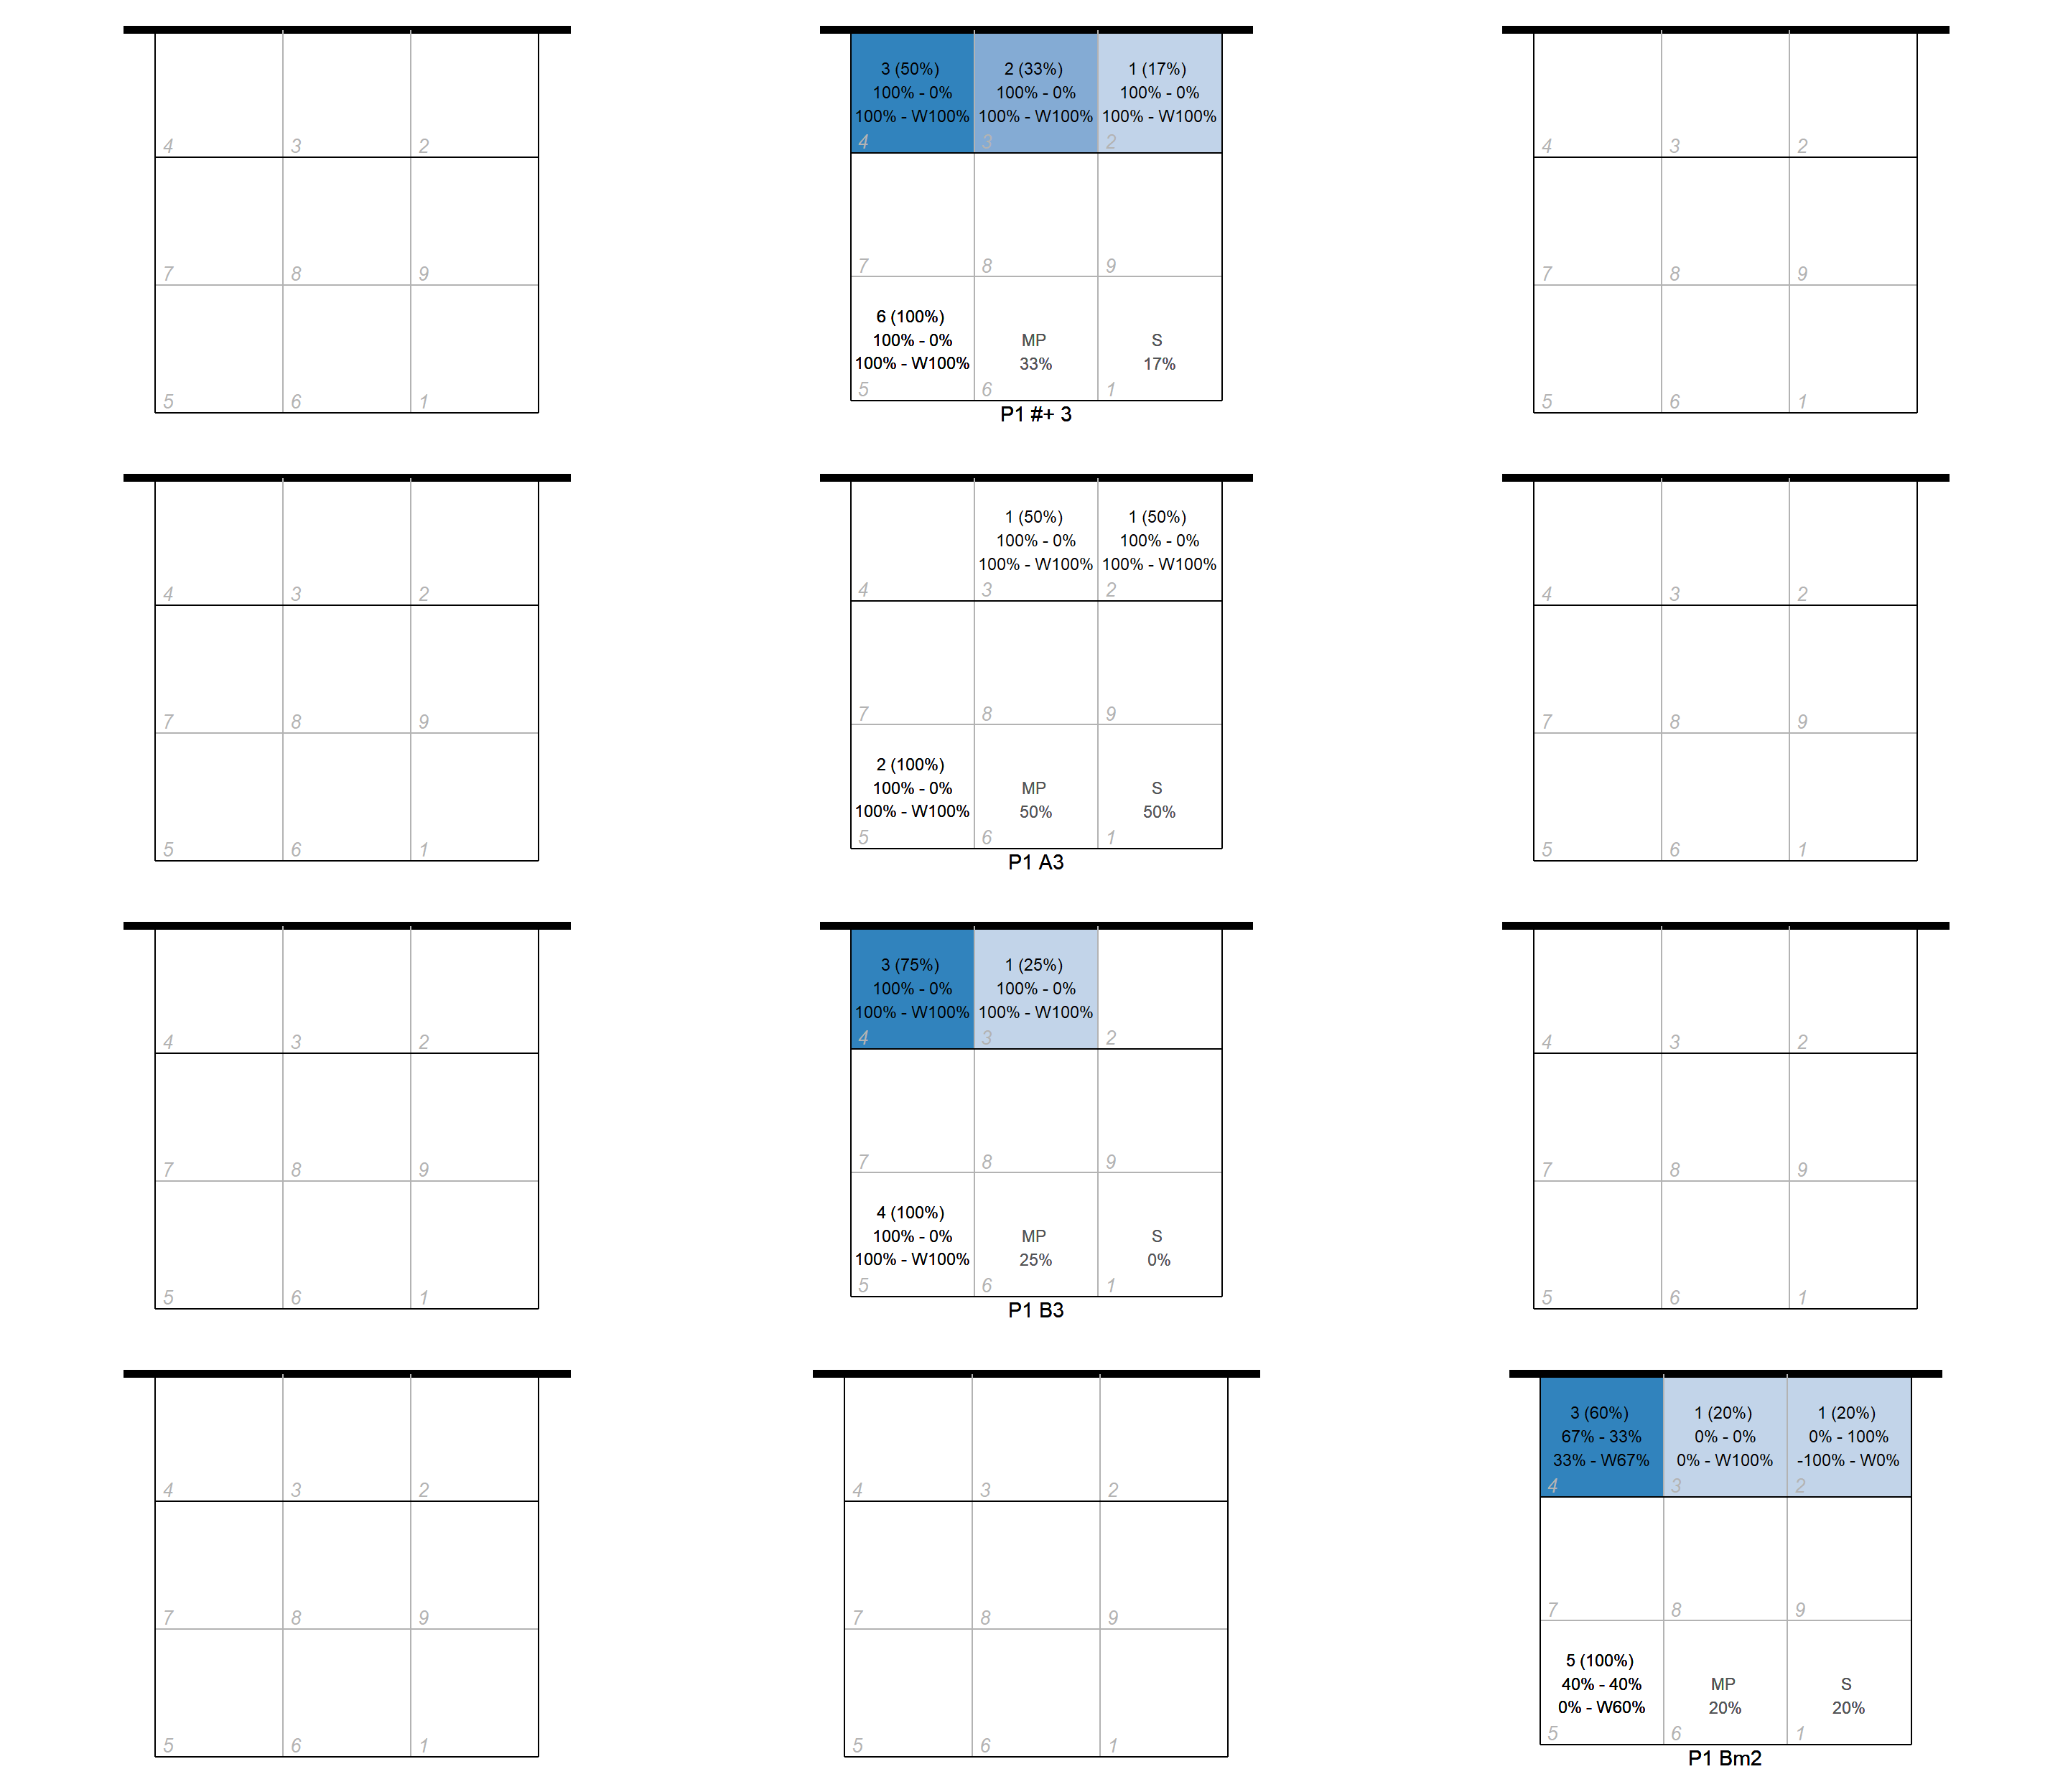 4 3 2
7 8 9
5 6 1
3 (50%) 2 (33%) 1 (17%)
100% - 0% 100% - 0% 100% - 0%
100% - W100% 100% - W100% 100% - W100%
4 3 2
7 8 9
6 (100%)
100% - 0% MP S
100% - W100% 33% 17%
5 6 1
P1 #+ 3
4 3 2
7 8 9
5 6 1
4 3 2
7 8 9
5 6 1
1 (50%) 1 (50%)
100% - 0% 100% - 0%
100% - W100% 100% - W100%
4 3 2
7 8 9
2 (100%)
100% - 0% MP S
100% - W100% 50% 50%
5 6 1
P1 A3
4 3 2
7 8 9
5 6 1
4 3 2
7 8 9
5 6 1
3 (75%) 1 (25%)
100% - 0% 100% - 0%
100% - W100% 100% - W100%
4 3 2
7 8 9
4 (100%)
100% - 0% MP S
100% - W100% 25% 0%
5 6 1
P1 B3
4 3 2
7 8 9
5 6 1
4 3 2
7 8 9
5 6 1
4 3 2
7 8 9
5 6 1
3 (60%) 1 (20%) 1 (20%)
67% - 33% 0% - 0% 0% - 100%
33% - W67% 0% - W100% -100% - W0%
4 3 2
7 8 9
5 (100%)
40% - 40% MP S
0% - W60% 20% 20%
5 6 1
P1 Bm2